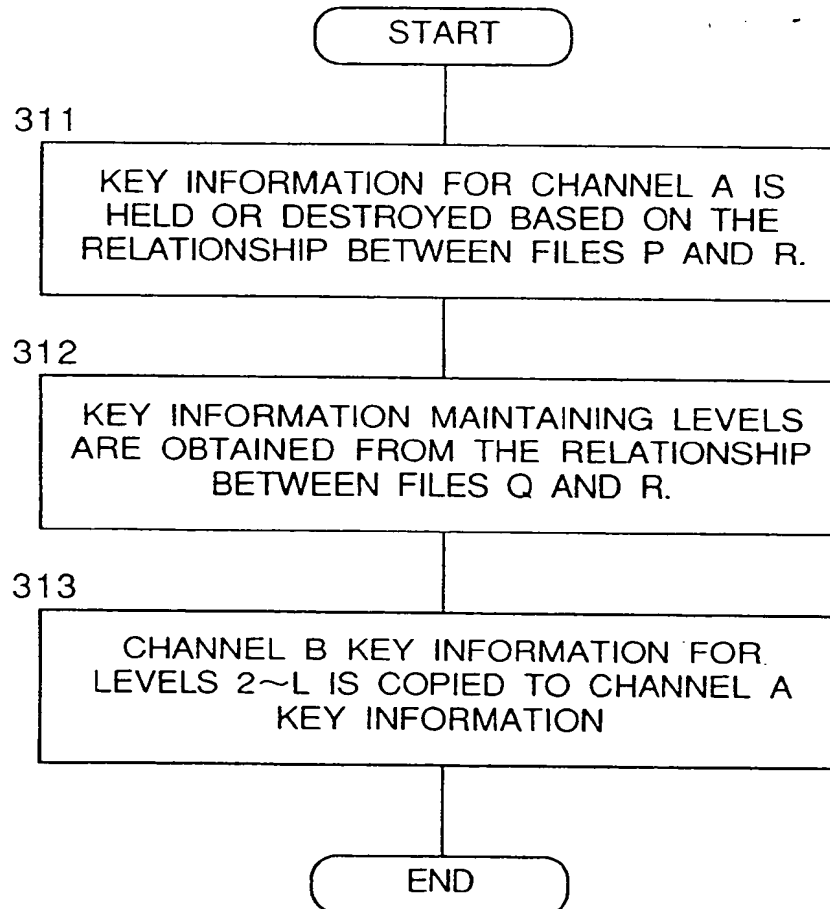 START
311
KEY INFORMATION FOR CHANNEL A IS
HELD OR DESTROYED BASED ON THE
RELATIONSHIP BETWEEN FILES P AND R.
312
KEY INFORMATION MAINTAINING LEVELS
ARE OBTAINED FROM THE RELATIONSHIP
BETWEEN FILES Q AND R.
313
CHANNEL B KEY INFORMATION FOR
LEVELS 2~L IS COPIED TO CHANNEL A
KEY INFORMATION
END